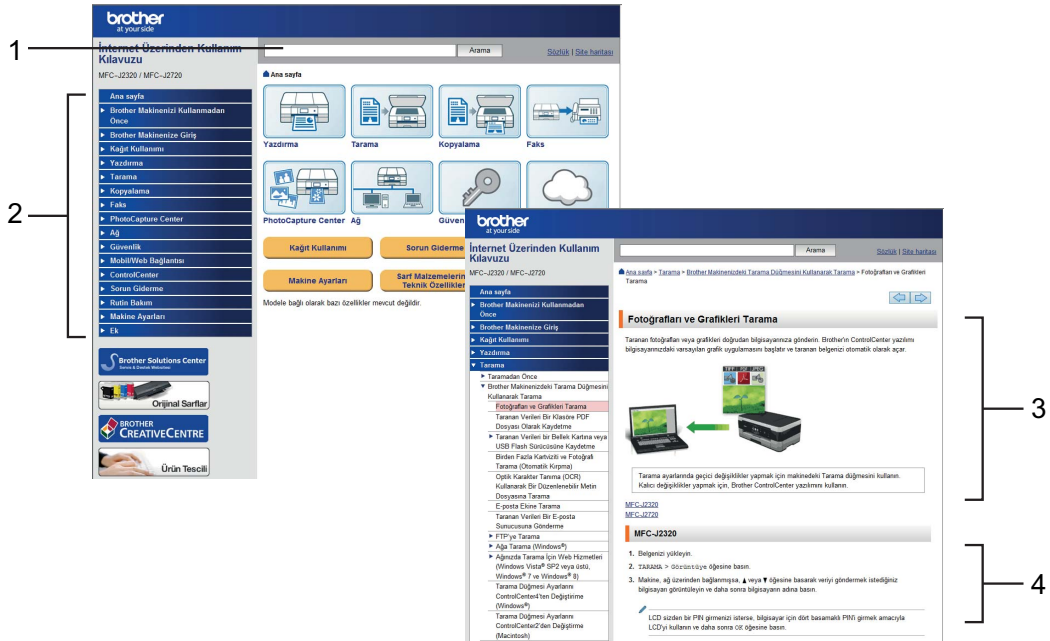 brother
at your side
İnternet Üzerinden Kullanım
Kılavuzu
MFC-J2320 / MFC-J2720
1
Arama
Sözlük | Site haritası
Ana sayfa
2
Ana sayfa
Brother Makinenizi Kullanmadan
Önce
Brother Makinenize Giriş
Kağıt Kullanımı
Yazdırma
Tarama
Kopyalama
Faks
PhotoCapture Center
Ağ
Güvenlik
Mobil/Web Bağlantısı
ControlCenter
Sorun Giderme
Rutin Bakım
Makine Ayarları
Ek
Brother Solutions Center
Servis & Destek Websitesi
Orijinal Sarflar
BROTHER
CREATIVECENTRE
Ürün Tescili
Yazdırma
Tarama
Kopyalama
Faks
PhotoCapture Center
Ağ
Güven
Kağıt Kullanımı
Sorun Giderme
Makine Ayarları
Sarf Malzemelerin
Teknik Özellikler
Modele bağlı olarak bazı özellikler mevcut değildir.
brother
at your side
İnternet Üzerinden Kullanım
Kılavuzu
MFC-J2320 / MFC-J2720
Arama
Sözlük | Site haritası
Ana sayfa
Brother Makinenizi Kullanmadan
Önce
Brother Makinenize Giriş
Kağıt Kullanımı
Yazdırma
Tarama
Taramadan Önce
Brother Makinenizdeki Tarama Düğmesini
Kullanarak Tarama
Fotoğrafları ve Grafikleri Tarama
Taranan Verileri Bir Klasöre PDF
Dosyası Olarak Kaydetme
Taranan Verileri bir Bellek Kartına veya
USB Flash Sürücüsüne Kaydetme
Birden Fazla Kartviziti ve Fotoğrafı
Tarama (Otomatik Kırpma)
Optik Karakter Tanıma (OCR)
Kullanarak Bir Düzenlenebilir Metin
Dosyasına Tarama
E-posta Ekine Tarama
Taranan Verileri Bir E-posta
Sunucusuna Gönderme
FTP'ye Tarama
Ağa Tarama (Windows®)
Ağınızda Tarama İçin Web Hizmetleri
(Windows Vista® SP2 veya üstü,
Windows® 7 ve Windows® 8)
Tarama Düğmesi Ayarlarını
ControlCenter4'ten Değiştirme
(Windows®)
Tarama Düğmesi Ayarlarını
ControlCenter2'den Değiştirme
(Macintosh)
Ana sayfa > Tarama > Brother Makinenizdeki Tarama Düğmesini Kullanarak Tarama > Fotoğrafları ve Grafikleri
Tarama
Fotoğrafları ve Grafikleri Tarama
Taranan fotoğrafları veya grafikleri doğrudan bilgisayarınıza gönderin. Brother'ın ControlCenter yazılımı
bilgisayarınızdaki varsayılan grafik uygulamasını başlatır ve taranan belgenizi otomatik olarak açar.
TIFF PDF JPEG
3
Tarama ayarlarında geçici değişiklikler yapmak için makinedeki Tarama düğmesini kullanın.
Kalıcı değişiklikler yapmak için, Brother ControlCenter yazılımını kullanın.
MFC-J2320
MFC-J2720
MFC-J2320
1. Belgenizi yükleyin.
2. TARAMA > Görüntüye öğesine basın.
3. Makine, ağ üzerinden bağlanmışsa, ▲ veya ▼ öğesine basarak veriyi göndermek istediğiniz
bilgisayarı görüntüleyin ve daha sonra bilgisayarın adına basın.
4
LCD sizden bir PIN girmenizi isterse, bilgisayar için dört basamaklı PIN'i girmek amacıyla
LCD'yi kullanın ve daha sonra OK öğesine basın.